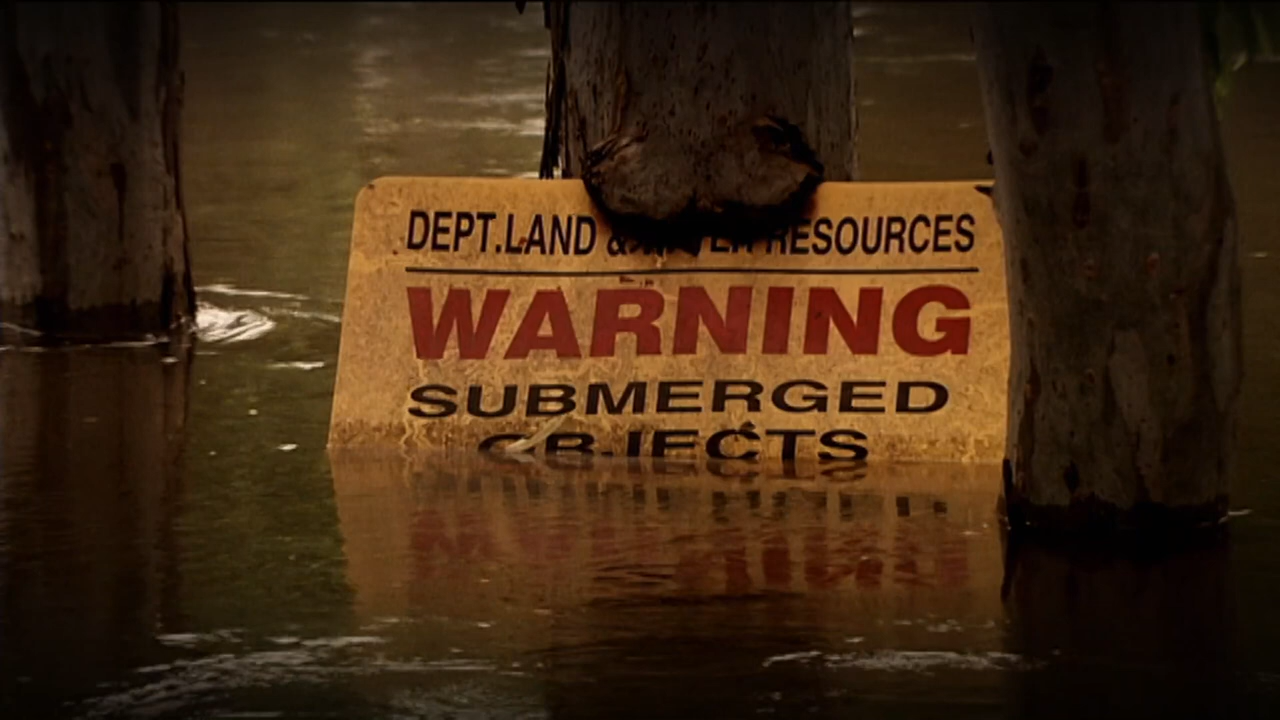 DEPT.LAND & RESOURCES
WARNING
SUBMERGED
OBJECTS